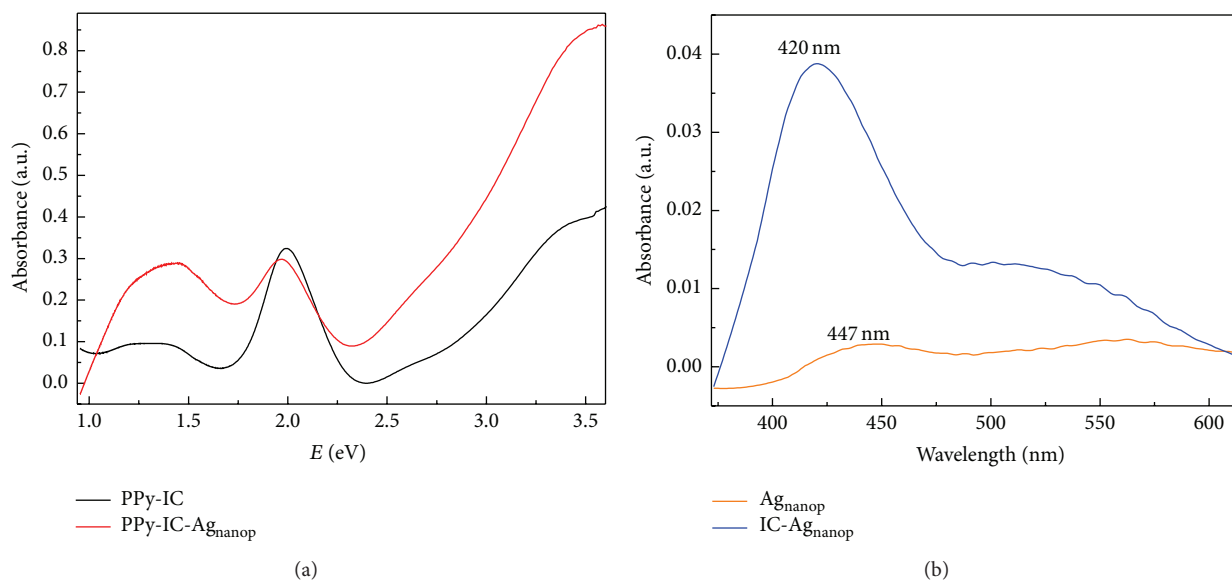 0.8
0.7
0.6
0.5
0.4
0.3
0.2
0.1
0.0
Absorbance (a.u.)
1.0 1.5 2.0 2.5 3.0 3.5
E (eV)
PPy-IC
PPy-IC-Ag_nanop
(a)
420 nm
447 nm
0.04
0.03
0.02
0.01
0.00
Absorbance (a.u.)
400 450 500 550 600
Wavelength (nm)
Ag_nanop
IC-Ag_nanop
(b)